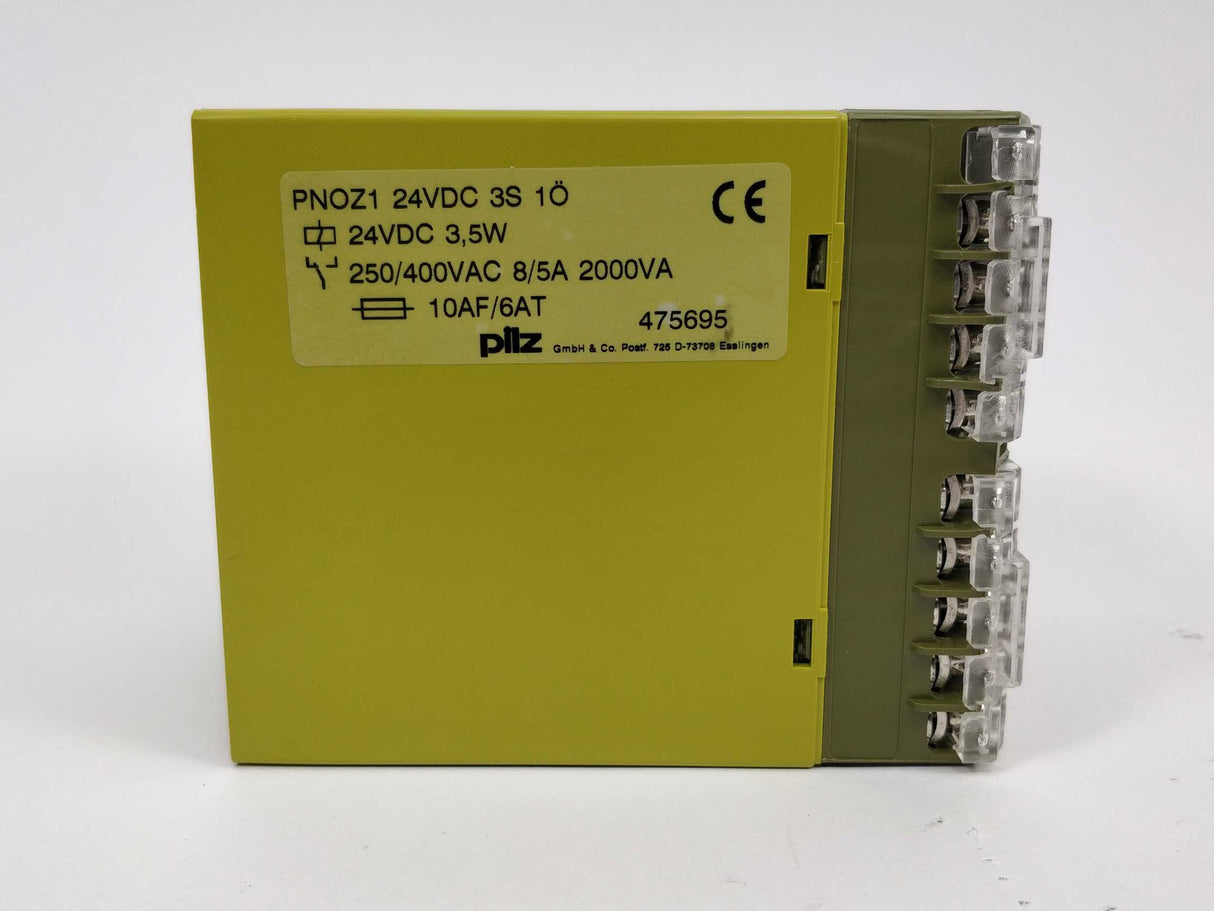 PNOZ1 24VDC 3S 1Ö
CE
24VDC 3,5W
250/400VAC 8/5A 2000VA
10AF/6AT
475695
pilz GmbH & Co. Postf. 725 D-73708 Esslingen